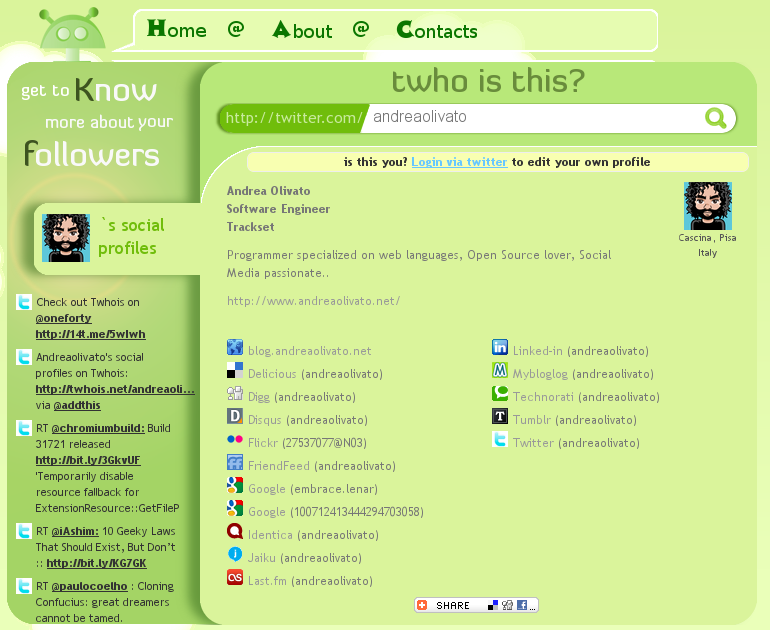 Home @ About @ Contacts
get to Know
more about your
followers
twho is this?
http://twitter.com/ andreaolivato
is this you? Login via twitter to edit your own profile
`s social
profiles
Check out Twhois on
@oneforty
http://14t.me/5wIwh
Andreaolivato's social
profiles on Twhois:
http://twhois.net/andreaoli...
via @addthis
RT @chromiumbuild: Build
31721 released
http://bit.ly/3GkvUF
'Temporarily disable
resource fallback for
ExtensionResource::GetFileP
RT @iAshim: 10 Geeky Laws
That Should Exist, But Don't
:: http://bit.ly/KG7GK
RT @paulocoelho : Cloning
Confucius: great dreamers
cannot be tamed.
Andrea Olivato
Software Engineer
Trackset
Programmer specialized on web languages, Open Source lover, Social
Media passionate..
http://www.andreaolivato.net/
Cascina , Pisa
Italy
blog.andreaolivato.net
Delicious (andreaolivato)
Digg (andreaolivato)
Disqus (andreaolivato)
Flickr (27537077@N03)
FriendFeed (andreaolivato)
Google (embrace.lenar)
Google (100712413444294703058)
Identica (andreaolivato)
Jaiku (andreaolivato)
Last.fm (andreaolivato)
Linked-in (andreaolivato)
Mybloglog (andreaolivato)
Technorati (andreaolivato)
Tumblr (andreaolivato)
Twitter (andreaolivato)
SHARE ...